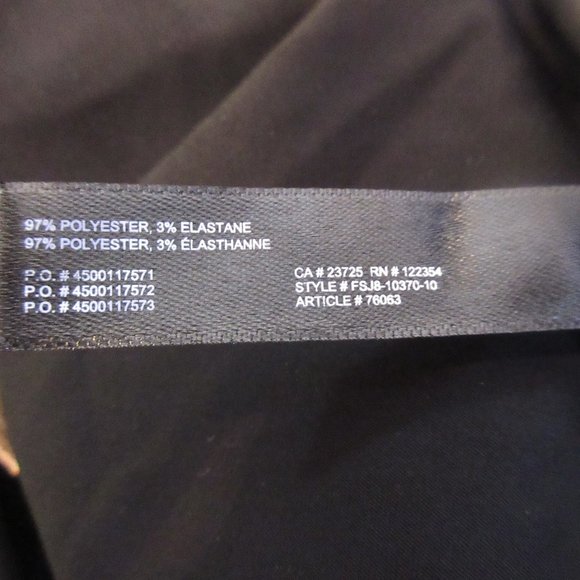 97% POLYESTER, 3% ELASTANE
97% POLYESTER, 3% ÉLASTHANNE
P.O. # 4500117571
P.O. # 4500117572
P.O. # 4500117573
CA # 23725 RN # 122354
STYLE # FSJ8-10370-10
ARTICLE # 76063